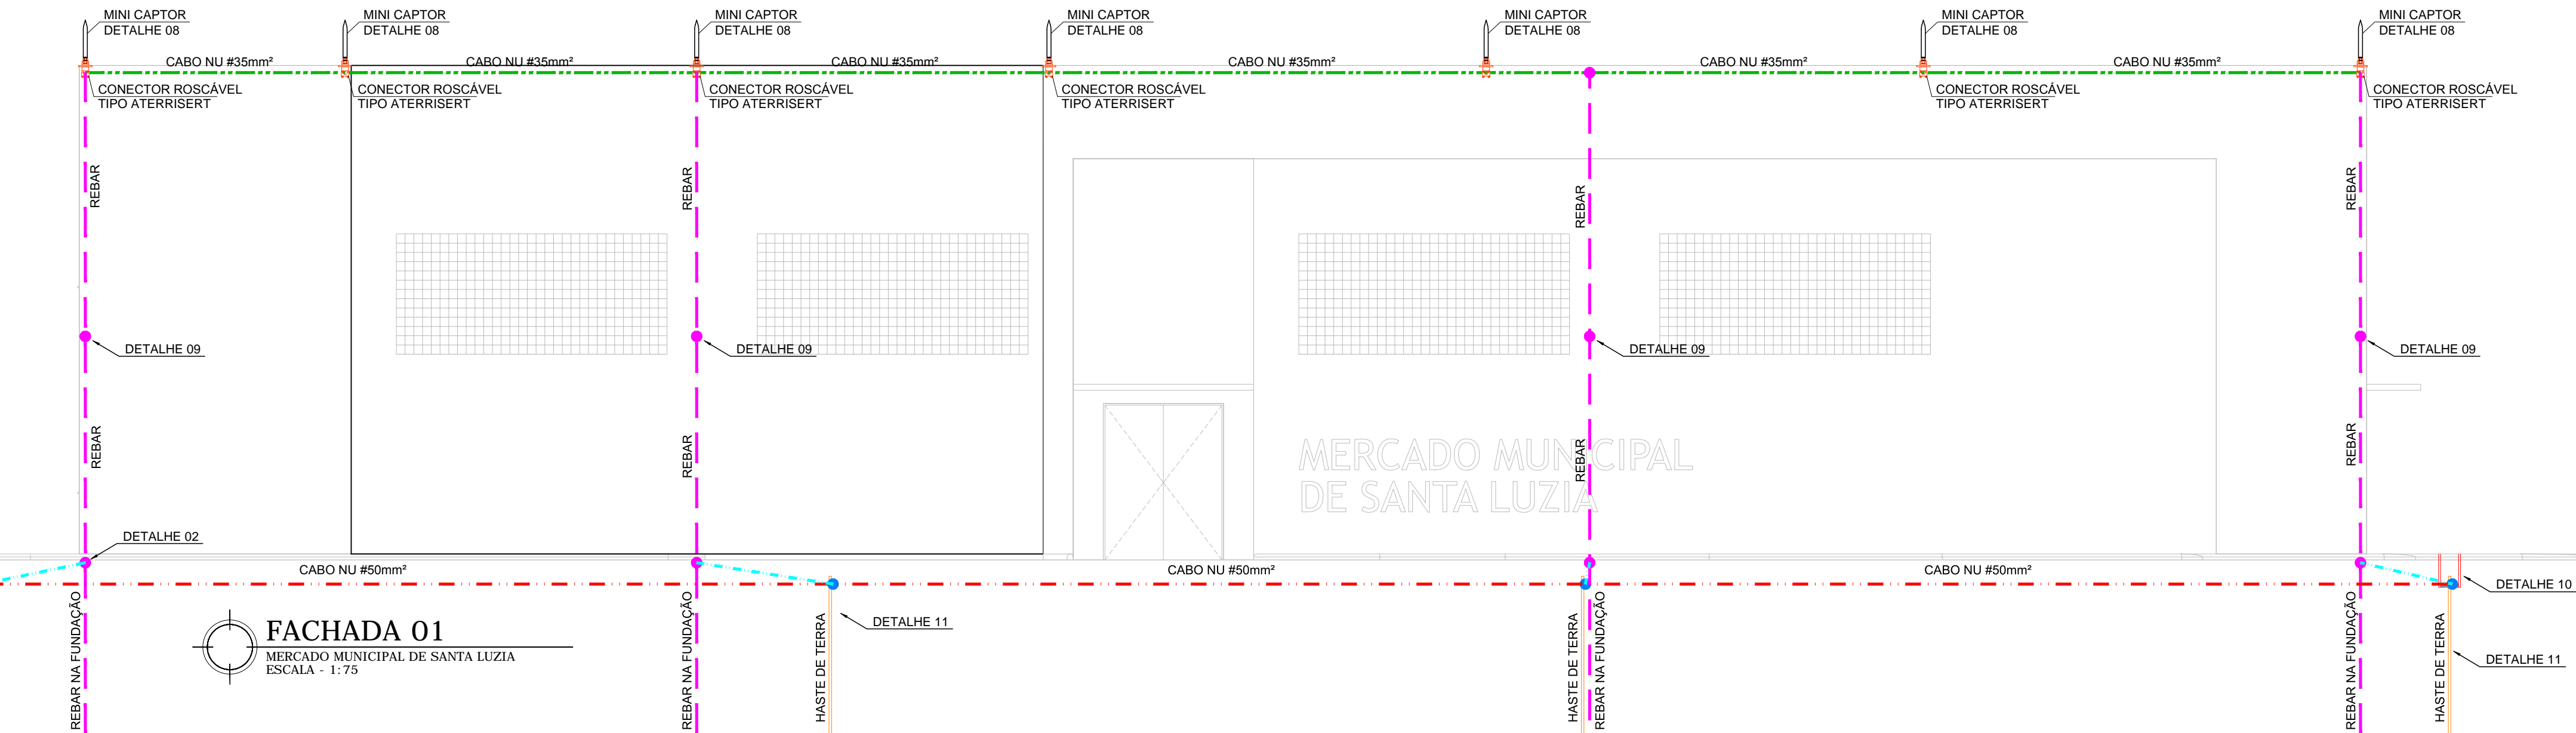 MINI CAPTOR
DETALHE 08
MINI CAPTOR
DETALHE 08
MINI CAPTOR
DETALHE 08
MINI CAPTOR
DETALHE 08
MINI CAPTOR
DETALHE 08
MINI CAPTOR
DETALHE 08
MINI CAPTOR
DETALHE 08
CABO NU #35mm²
CABO NU #35mm²
CABO NU #35mm²
CABO NU #35mm²
CABO NU #35mm²
CABO NU #35mm²
CONECTOR ROSCÁVEL
TIPO ATERRISERT
CONECTOR ROSCÁVEL
TIPO ATERRISERT
CONECTOR ROSCÁVEL
TIPO ATERRISERT
CONECTOR ROSCÁVEL
TIPO ATERRISERT
CONECTOR ROSCÁVEL
TIPO ATERRISERT
CONECTOR ROSCÁVEL
TIPO ATERRISERT
REBAR
REBAR
REBAR
REBAR
DETALHE 09
DETALHE 09
DETALHE 09
DETALHE 09
REBAR
REBAR
REBAR
REBAR
MERCADO MUNICIPAL
DE SANTA LUZIA
DETALHE 02
CABO NU #50mm²
CABO NU #50mm²
CABO NU #50mm²
DETALHE 10
REBAR NA FUNDAÇÃO
REBAR NA FUNDAÇÃO
HASTE DE TERRA
DETALHE 11
HASTE DE TERRA
REBAR NA FUNDAÇÃO
REBAR NA FUNDAÇÃO
HASTE DE TERRA
DETALHE 11
FACHADA 01
MERCADO MUNICIPAL DE SANTA LUZIA
ESCALA - 1:75